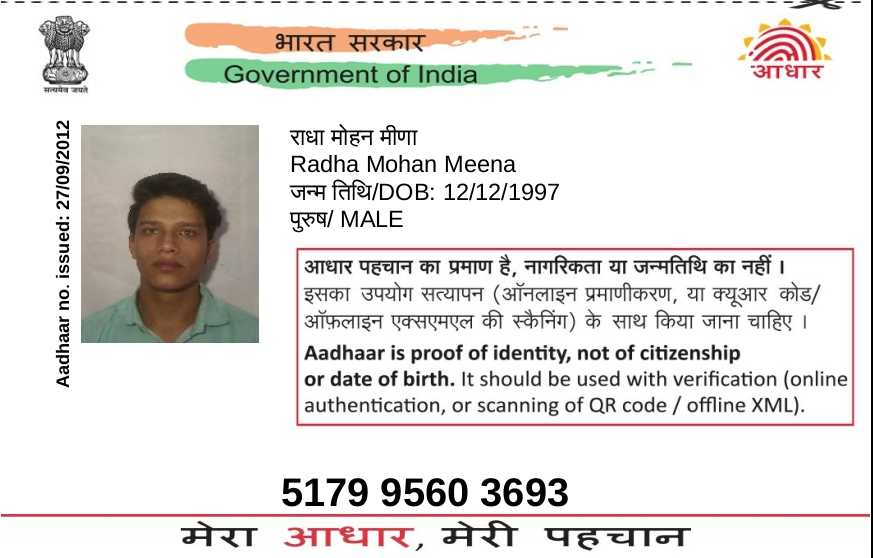 भारत सरकार
Government of India
सत्यमेव जयते
आधार
Aadhaar no. issued: 27/09/2012
राधा मोहन मीणा
Radha Mohan Meena
जन्म तिथि/DOB: 12/12/1997
पुरुष/ MALE
आधार पहचान का प्रमाण है, नागरिकता या जन्मतिथि का नहीं ।
इसका उपयोग सत्यापन (ऑनलाइन प्रमाणीकरण, या क्यूआर कोड/
ऑफ़लाइन एक्सएमएल की स्कैनिंग) के साथ किया जाना चाहिए ।
Aadhaar is proof of identity, not of citizenship
or date of birth. It should be used with verification (online
authentication, or scanning of QR code / offline XML).
5179 9560 3693
मेरा आधार, मेरी पहचान